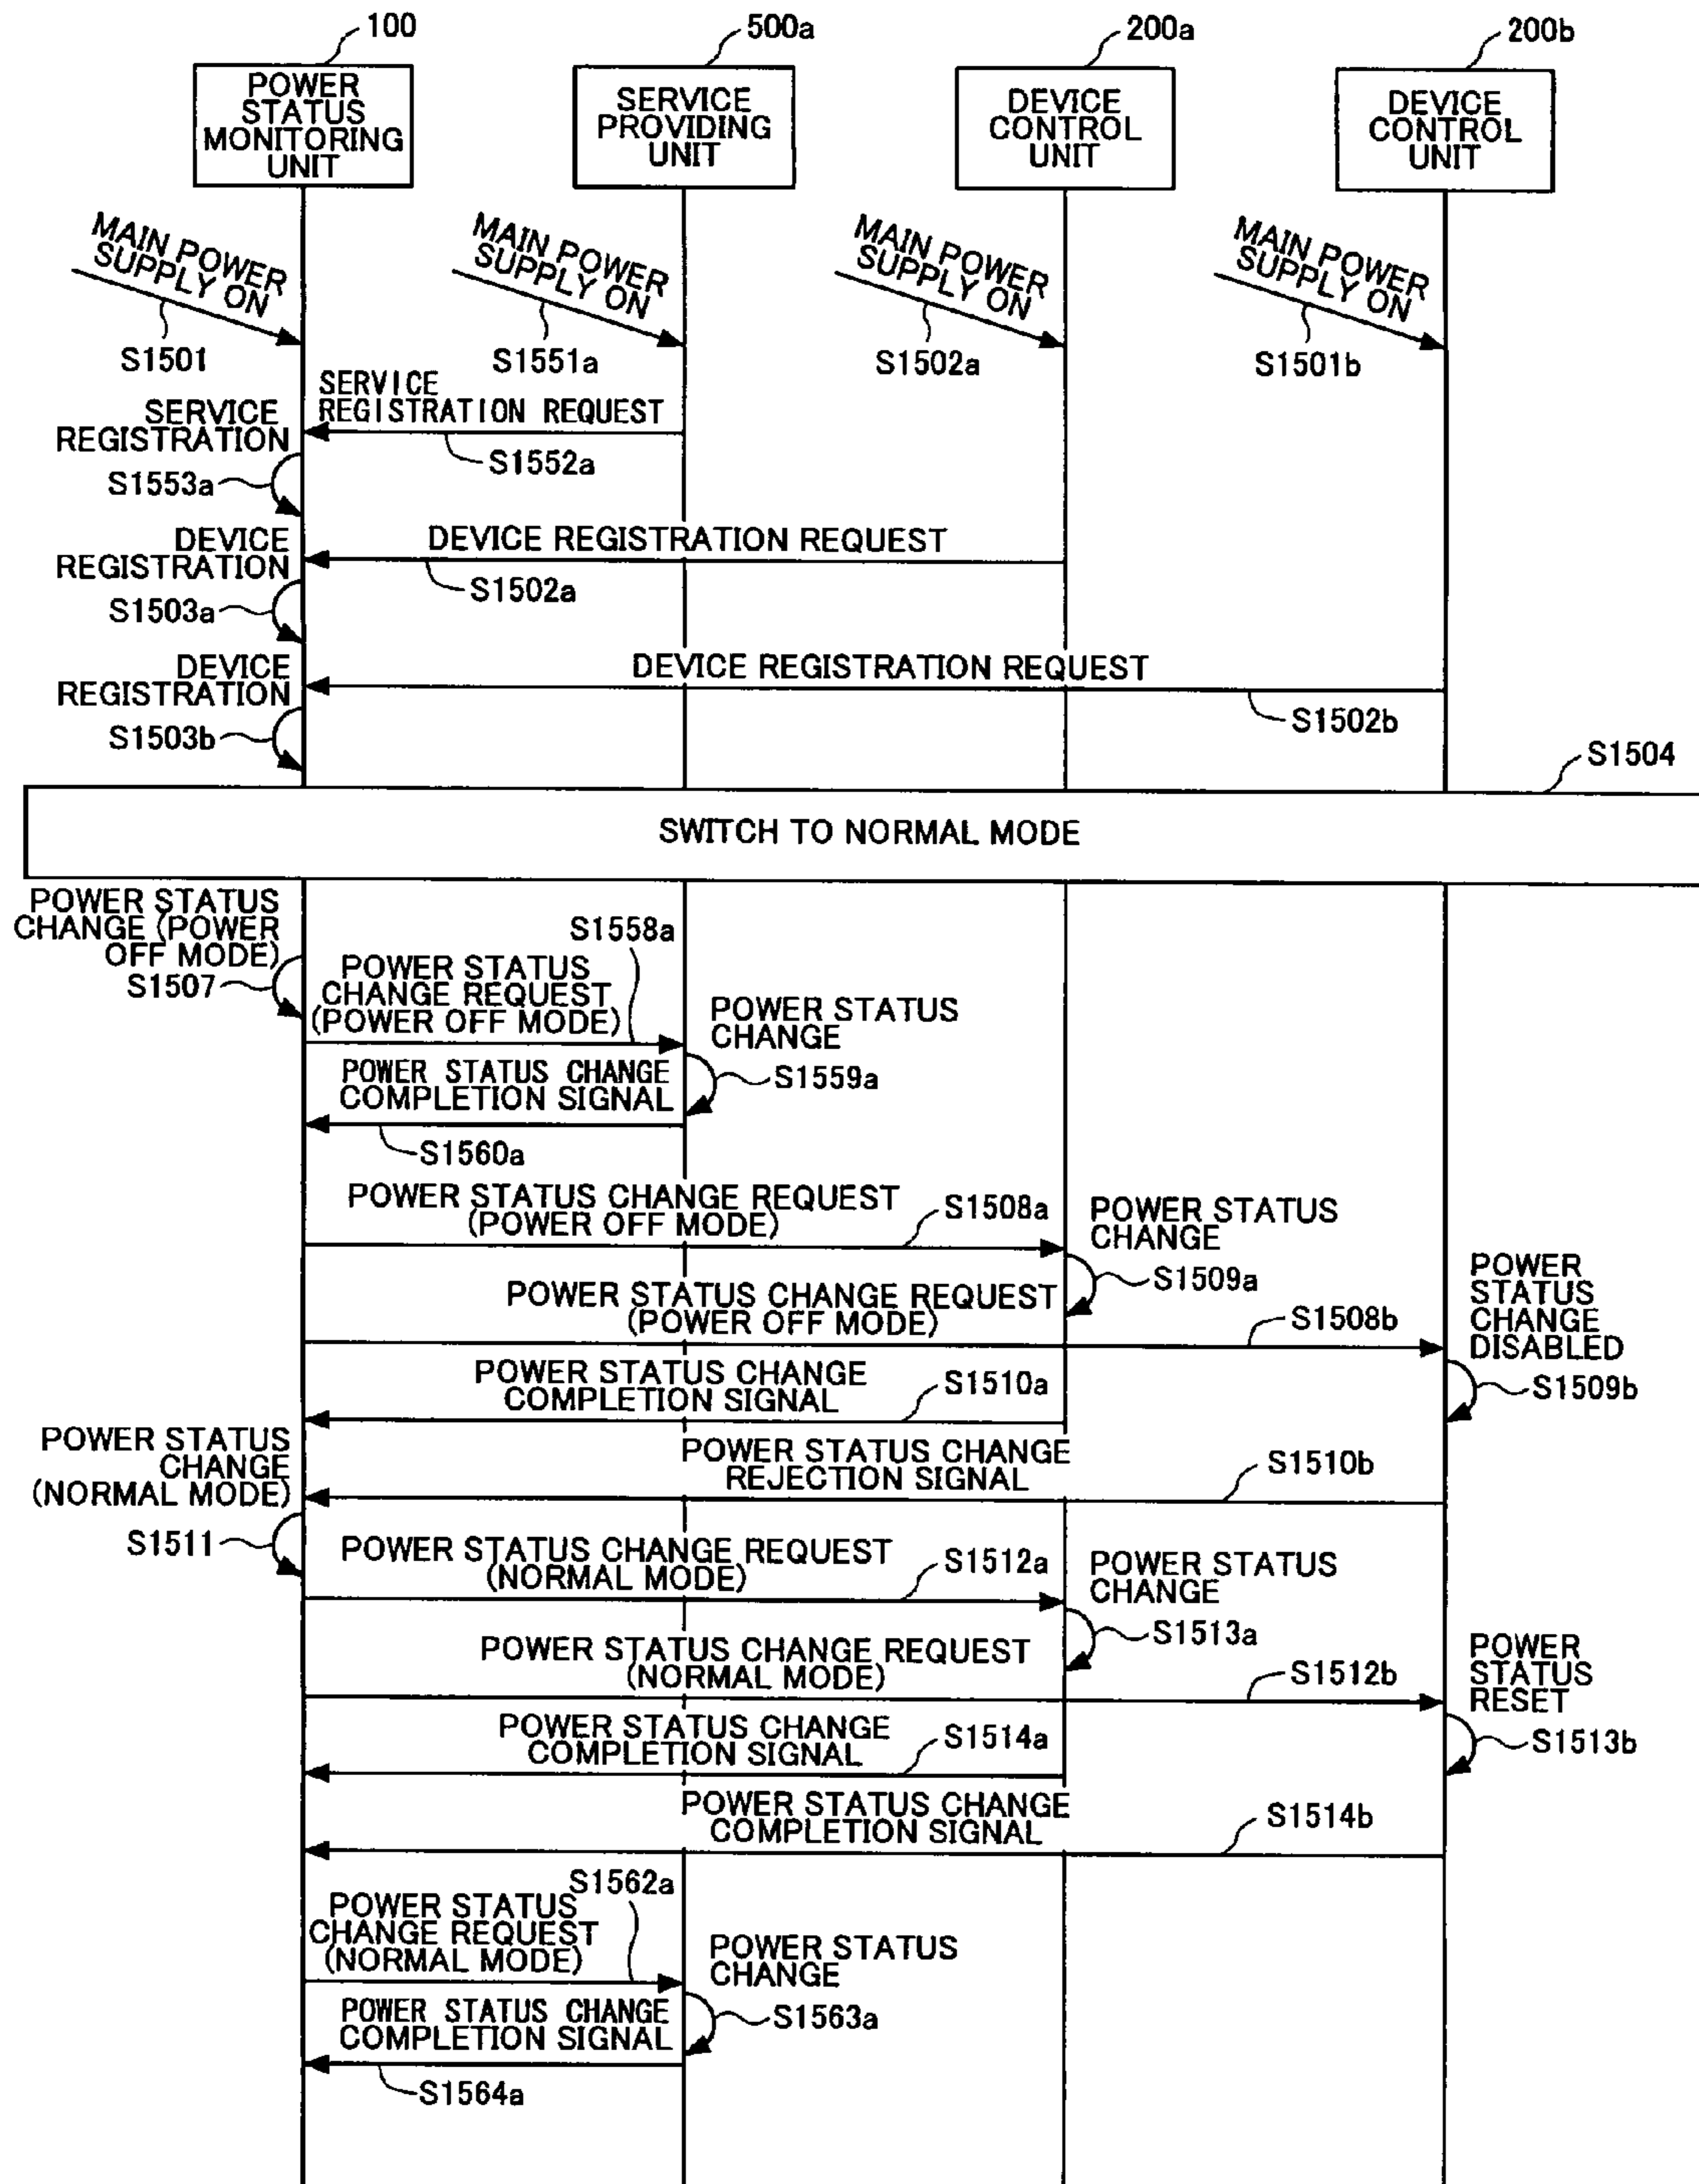 100
500a
200a
200b
POWER
STATUS
MONITORING
UNIT
SERVICE
PROVIDING
UNIT
DEVICE
CONTROL
UNIT
DEVICE
CONTROL
UNIT
MAIN POWER
SUPPLY ON
S1501
MAIN POWER
SUPPLY ON
S1551a
MAIN POWER
SUPPLY ON
S1502a
MAIN POWER
SUPPLY ON
S1501b
SERVICE
REGISTRATION REQUEST
S1552a
SERVICE
REGISTRATION
S1553a
DEVICE REGISTRATION REQUEST
S1502a
DEVICE
REGISTRATION
S1503a
DEVICE REGISTRATION REQUEST
S1502b
DEVICE
REGISTRATION
S1503b
S1504
SWITCH TO NORMAL MODE
POWER STATUS
CHANGE (POWER
OFF MODE)
S1507
S1558a
POWER STATUS
CHANGE REQUEST
(POWER OFF MODE)
POWER STATUS
CHANGE
S1559a
POWER STATUS CHANGE
COMPLETION SIGNAL
S1560a
POWER STATUS CHANGE REQUEST
(POWER OFF MODE)
S1508a
POWER STATUS
CHANGE
S1509a
POWER STATUS CHANGE REQUEST
(POWER OFF MODE)
S1508b
POWER
STATUS
CHANGE
DISABLED
S1509b
POWER STATUS CHANGE
COMPLETION SIGNAL
S1510a
POWER STATUS CHANGE
REJECTION SIGNAL
S1510b
POWER STATUS
CHANGE
(NORMAL MODE)
S1511
POWER STATUS CHANGE REQUEST
(NORMAL MODE)
S1512a
POWER STATUS
CHANGE
S1513a
POWER STATUS CHANGE REQUEST
(NORMAL MODE)
S1512b
POWER
STATUS
RESET
S1513b
POWER STATUS CHANGE
COMPLETION SIGNAL
S1514a
POWER STATUS CHANGE
COMPLETION SIGNAL
S1514b
S1562a
POWER STATUS
CHANGE REQUEST
(NORMAL MODE)
POWER STATUS
CHANGE
S1563a
POWER STATUS CHANGE
COMPLETION SIGNAL
S1564a